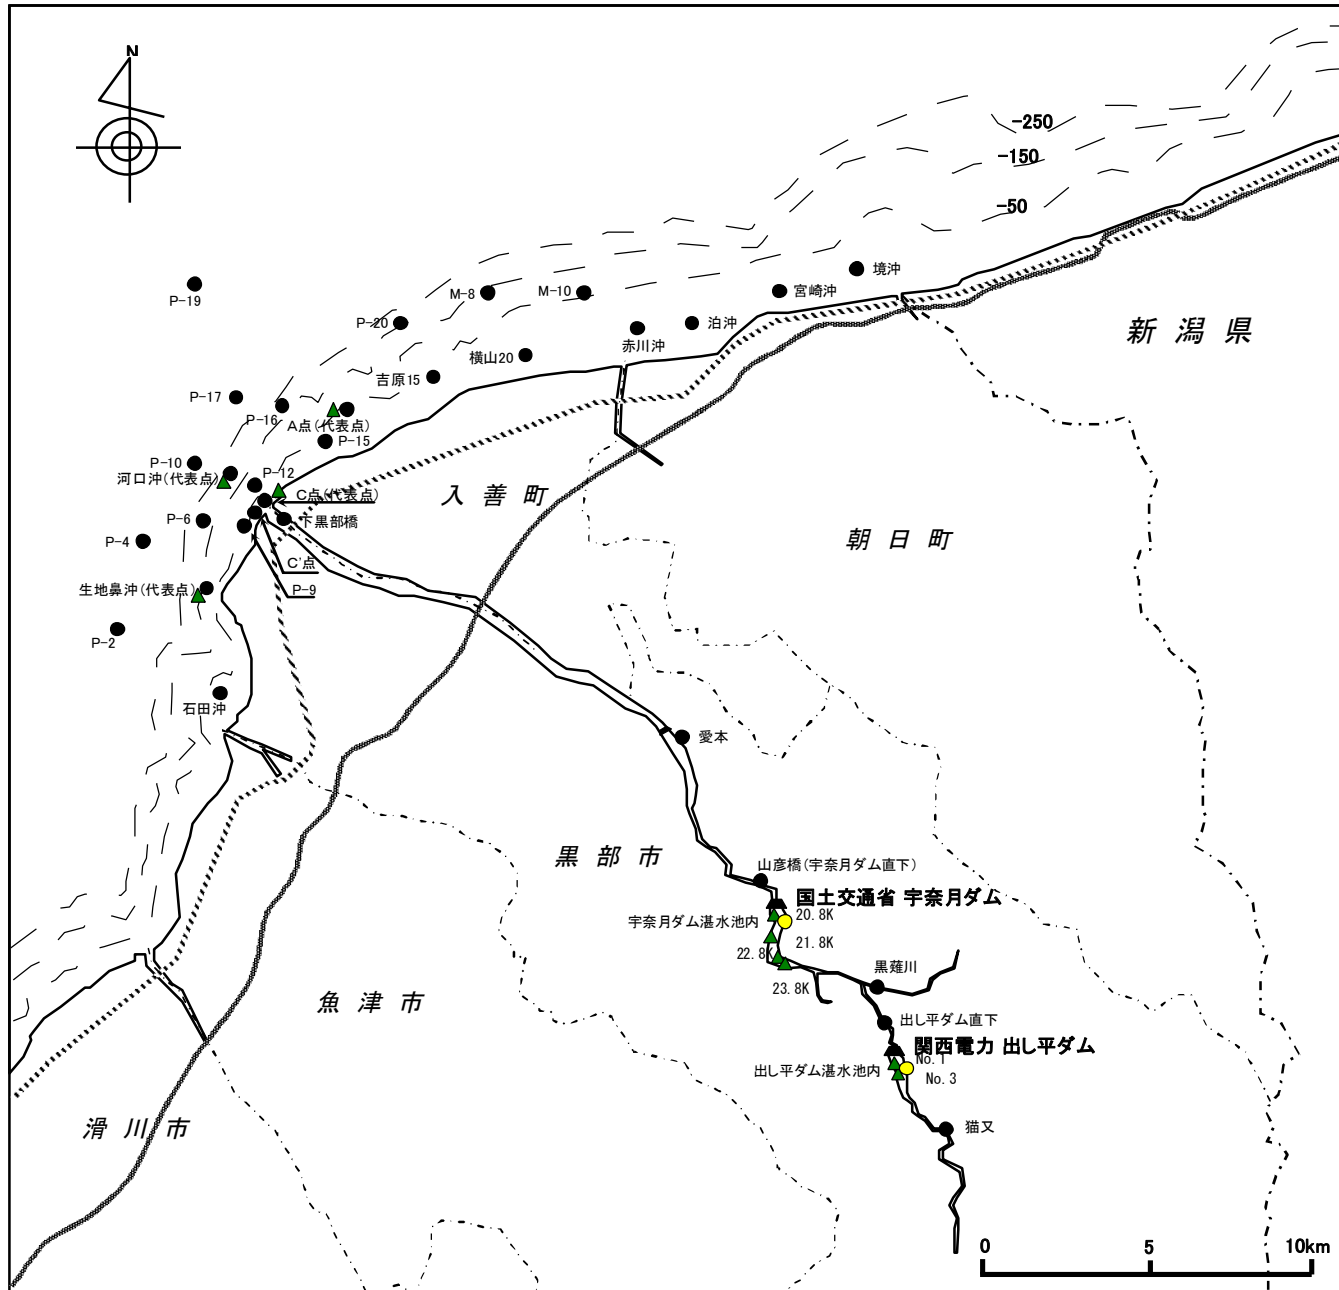 N
-250
-150
-50
境沖
宮崎沖
泊沖
赤川沖
M-10
M-8
P-19
P-20
横山20
吉原15
新潟県
P-17
P-16
A点(代表点)
P-15
P-10
河口沖(代表点)
P-12
C点(代表点)
入善町
下黒部橋
P-6
P-4
朝日町
C'点
P-9
生地鼻沖(代表点)
P-2
石田沖
愛本
黒部市
山彦橋(宇奈月ダム直下)
国土交通省 宇奈月ダム
20.8K
宇奈月ダム湛水池内
21.8K
22.8K
黒薙川
23.8K
魚津市
出し平ダム直下
関西電力 出し平ダム
No.1
出し平ダム湛水池内
No.3
滑川市
猫又
0 5 10km